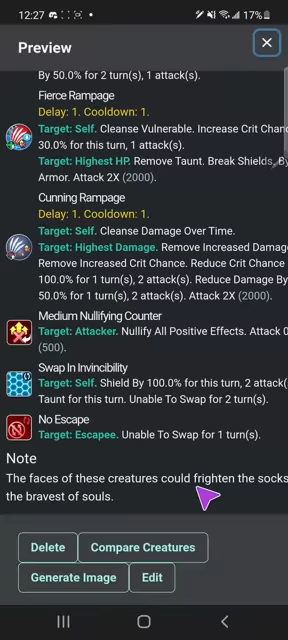 12:27
17%
Preview
By 50.0% for 2 turn(s), 1 attack(s).
Fierce Rampage
Delay: 1. Cooldown: 1.
Target: Self. Cleanse Vulnerable. Increase Crit Chanc
30.0% for this turn, 1 attack(s).
Target: Highest HP. Remove Taunt. Break Shields, By
Armor. Attack 2X (2000).
Cunning Rampage
Delay: 1. Cooldown: 1.
Target: Self. Cleanse Damage Over Time.
Target: Highest Damage. Remove Increased Damag
Remove Increased Crit Chance. Reduce Crit Chance
100.0% for 1 turn(s), 2 attack(s). Reduce Damage By
50.0% for 1 turn(s), 2 attack(s). Attack 2X (2000).
Medium Nullifying Counter
Target: Attacker. Nullify All Positive Effects. Attack 0
(500).
Swap In Invincibility
Target: Self. Shield By 100.0% for this turn, 2 attack(
Taunt for this turn. Unable To Swap for 2 turn(s).
No Escape
Target: Escapee. Unable To Swap for 1 turn(s).
Note
The faces of these creatures could frighten the socks
the bravest of souls.
Delete
Compare Creatures
Generate Image
Edit